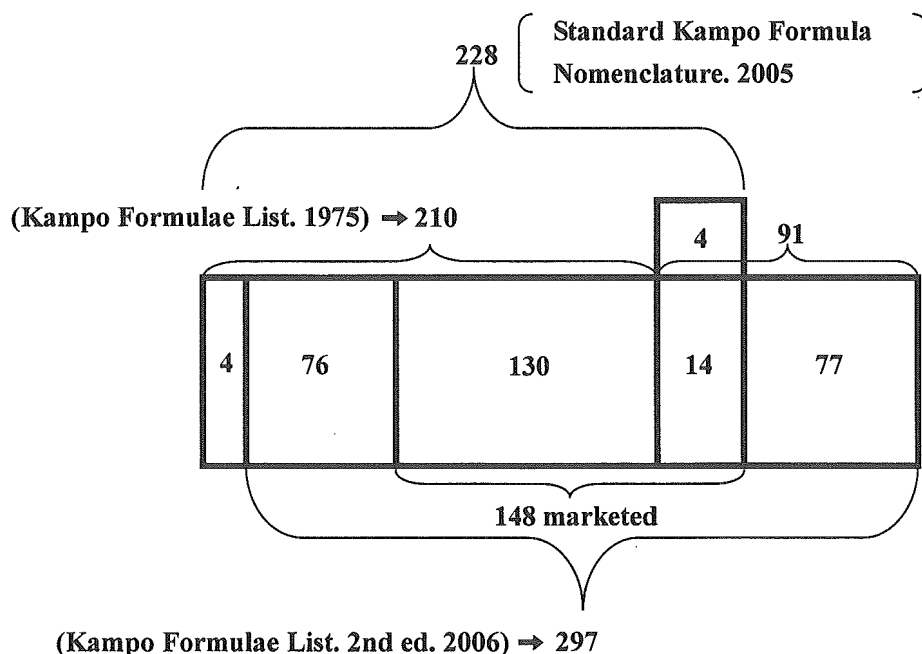 228
Standard Kampo Formula
Nomenclature. 2005
(Kampo Formulae List. 1975) → 210
4
91
4
76
130
14
77
148 marketed
(Kampo Formulae List. 2nd ed. 2006) → 297